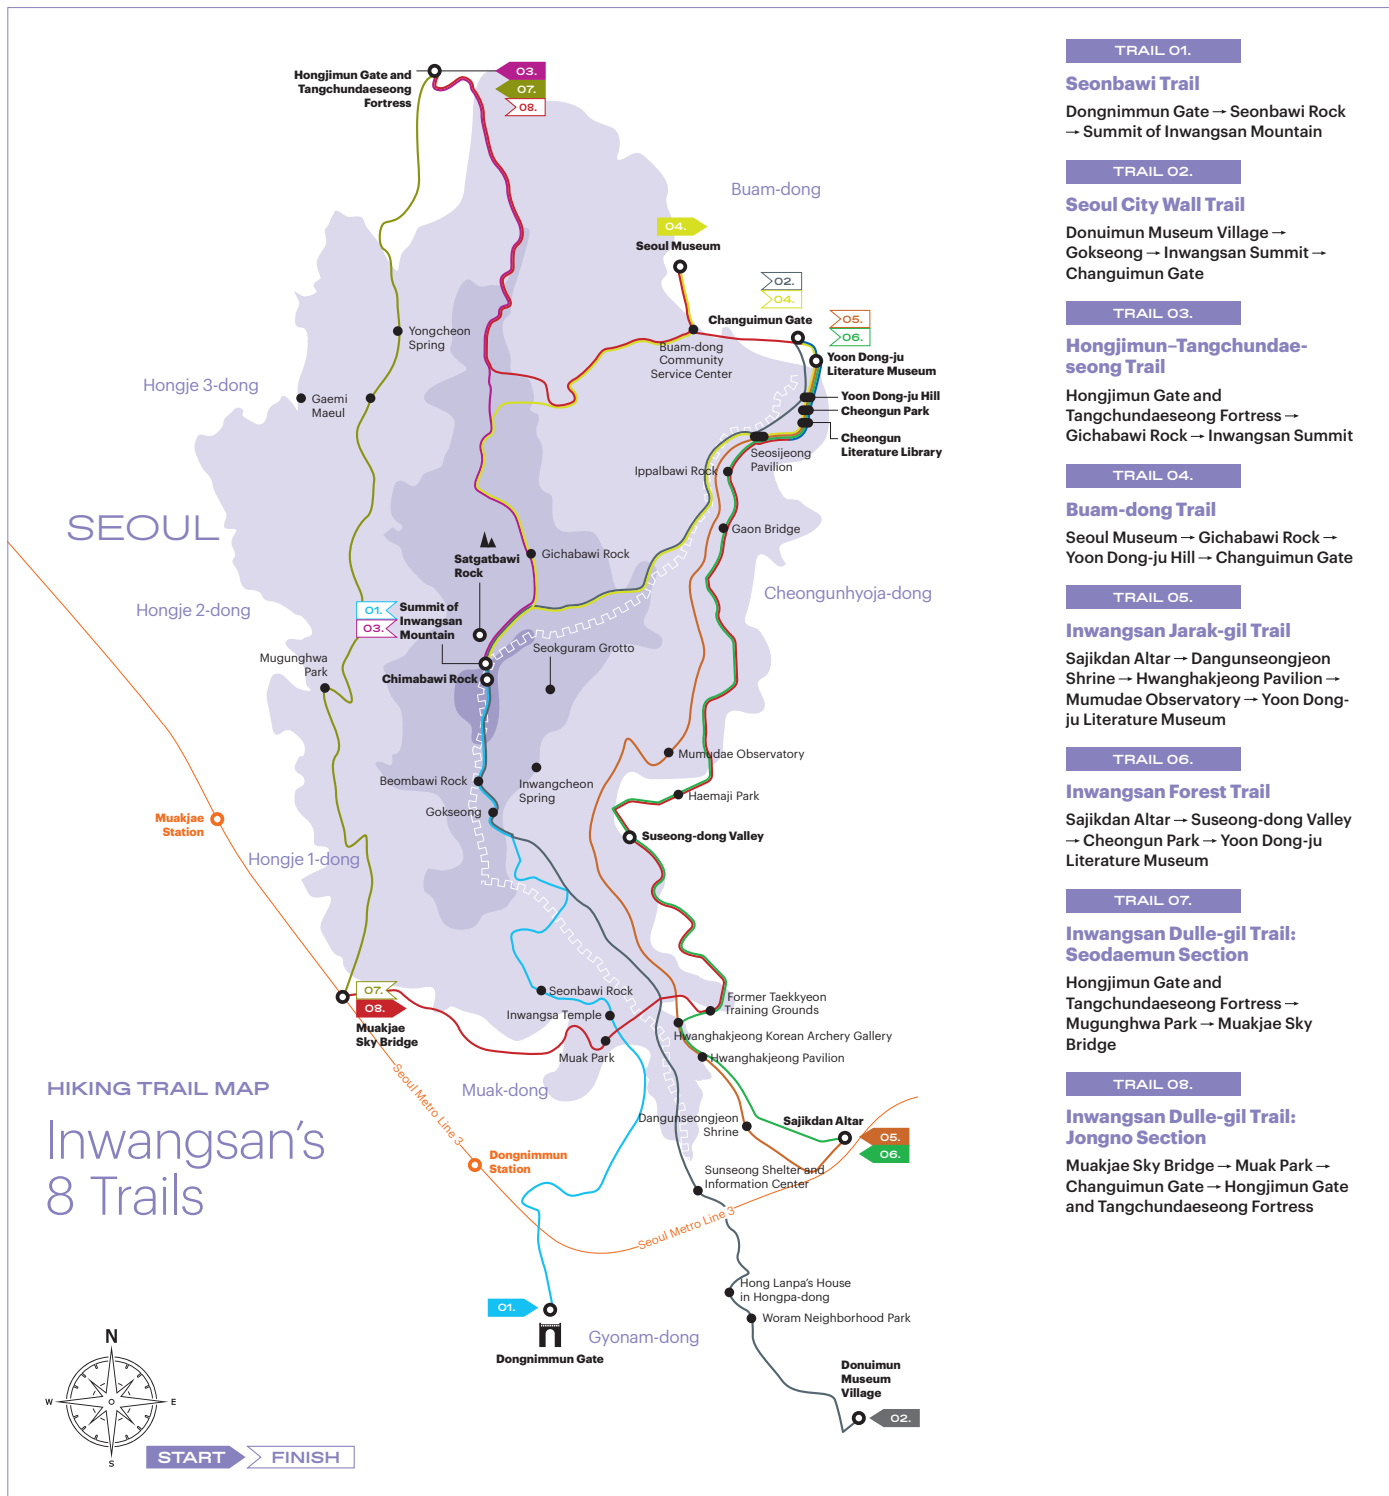 Hongjimun Gate and
Tangchundaeseong
Fortress
03.
07.
08.
Buam-dong
04.
Seoul Museum
02.
04.
Changuimun Gate
05.
06.
Yongcheon
Spring
Buam-dong
Community
Service Center
Yoon Dong-ju
Literature Museum
Hongje 3-dong
Gaemi
Maeul
Yoon Dong-ju Hill
Cheongun Park
Cheongun
Literature Library
Seosijeong
Pavilion
Ippalbawi Rock
SEOUL
Gaon Bridge
Satgatbawi
Rock
Gichabawi Rock
Cheongunhyoja-dong
Hongje 2-dong
01.
03.
Summit of
Inwangsan
Mountain
Seokguram Grotto
Mugunghwa
Park
Chimabawi Rock
Mumudae Observatory
Beombawi Rock
Inwangcheon
Spring
Haemaji Park
Gokseong
Muakjae
Station
Suseong-dong Valley
Hongje 1-dong
07.
08.
Muakjae
Sky Bridge
Seonbawi Rock
Inwangsa Temple
Former Taekkyeon
Training Grounds
Hwanghakjeong Korean Archery Gallery
Muak Park
Hwanghakjeong Pavilion
Seoul Metro Line 3
Muak-dong
Dangunseongjeon
Shrine
Sajikdan Altar
05.
06.
Dongnimmun
Station
Sunseong Shelter and
Information Center
Seoul Metro Line 3
Hong Lanpa's House
in Hongpa-dong
01.
Woram Neighborhood Park
Gyonam-dong
Dongnimmun Gate
Donuimun
Museum
Village
02.
HIKING TRAIL MAP
Inwangsan's
8 Trails
N
W
E
S
START
FINISH
TRAIL 01.
Seonbawi Trail
Dongnimmun Gate → Seonbawi Rock
→ Summit of Inwangsan Mountain
TRAIL 02.
Seoul City Wall Trail
Donuimun Museum Village →
Gokseong → Inwangsan Summit →
Changuimun Gate
TRAIL 03.
Hongjimun–Tangchundae-
seong Trail
Hongjimun Gate and
Tangchundaeseong Fortress →
Gichabawi Rock → Inwangsan Summit
TRAIL 04.
Buam-dong Trail
Seoul Museum → Gichabawi Rock →
Yoon Dong-ju Hill → Changuimun Gate
TRAIL 05.
Inwangsan Jarak-gil Trail
Sajikdan Altar → Dangunseongjeon
Shrine → Hwanghakjeong Pavilion →
Mumudae Observatory → Yoon Dong-
ju Literature Museum
TRAIL 06.
Inwangsan Forest Trail
Sajikdan Altar → Suseong-dong Valley
→ Cheongun Park → Yoon Dong-ju
Literature Museum
TRAIL 07.
Inwangsan Dulle-gil Trail:
Seodaemun Section
Hongjimun Gate and
Tangchundaeseong Fortress →
Mugunghwa Park → Muakjae Sky
Bridge
TRAIL 08.
Inwangsan Dulle-gil Trail:
Jongno Section
Muakjae Sky Bridge → Muak Park →
Changuimun Gate → Hongjimun Gate
and Tangchundaeseong Fortress